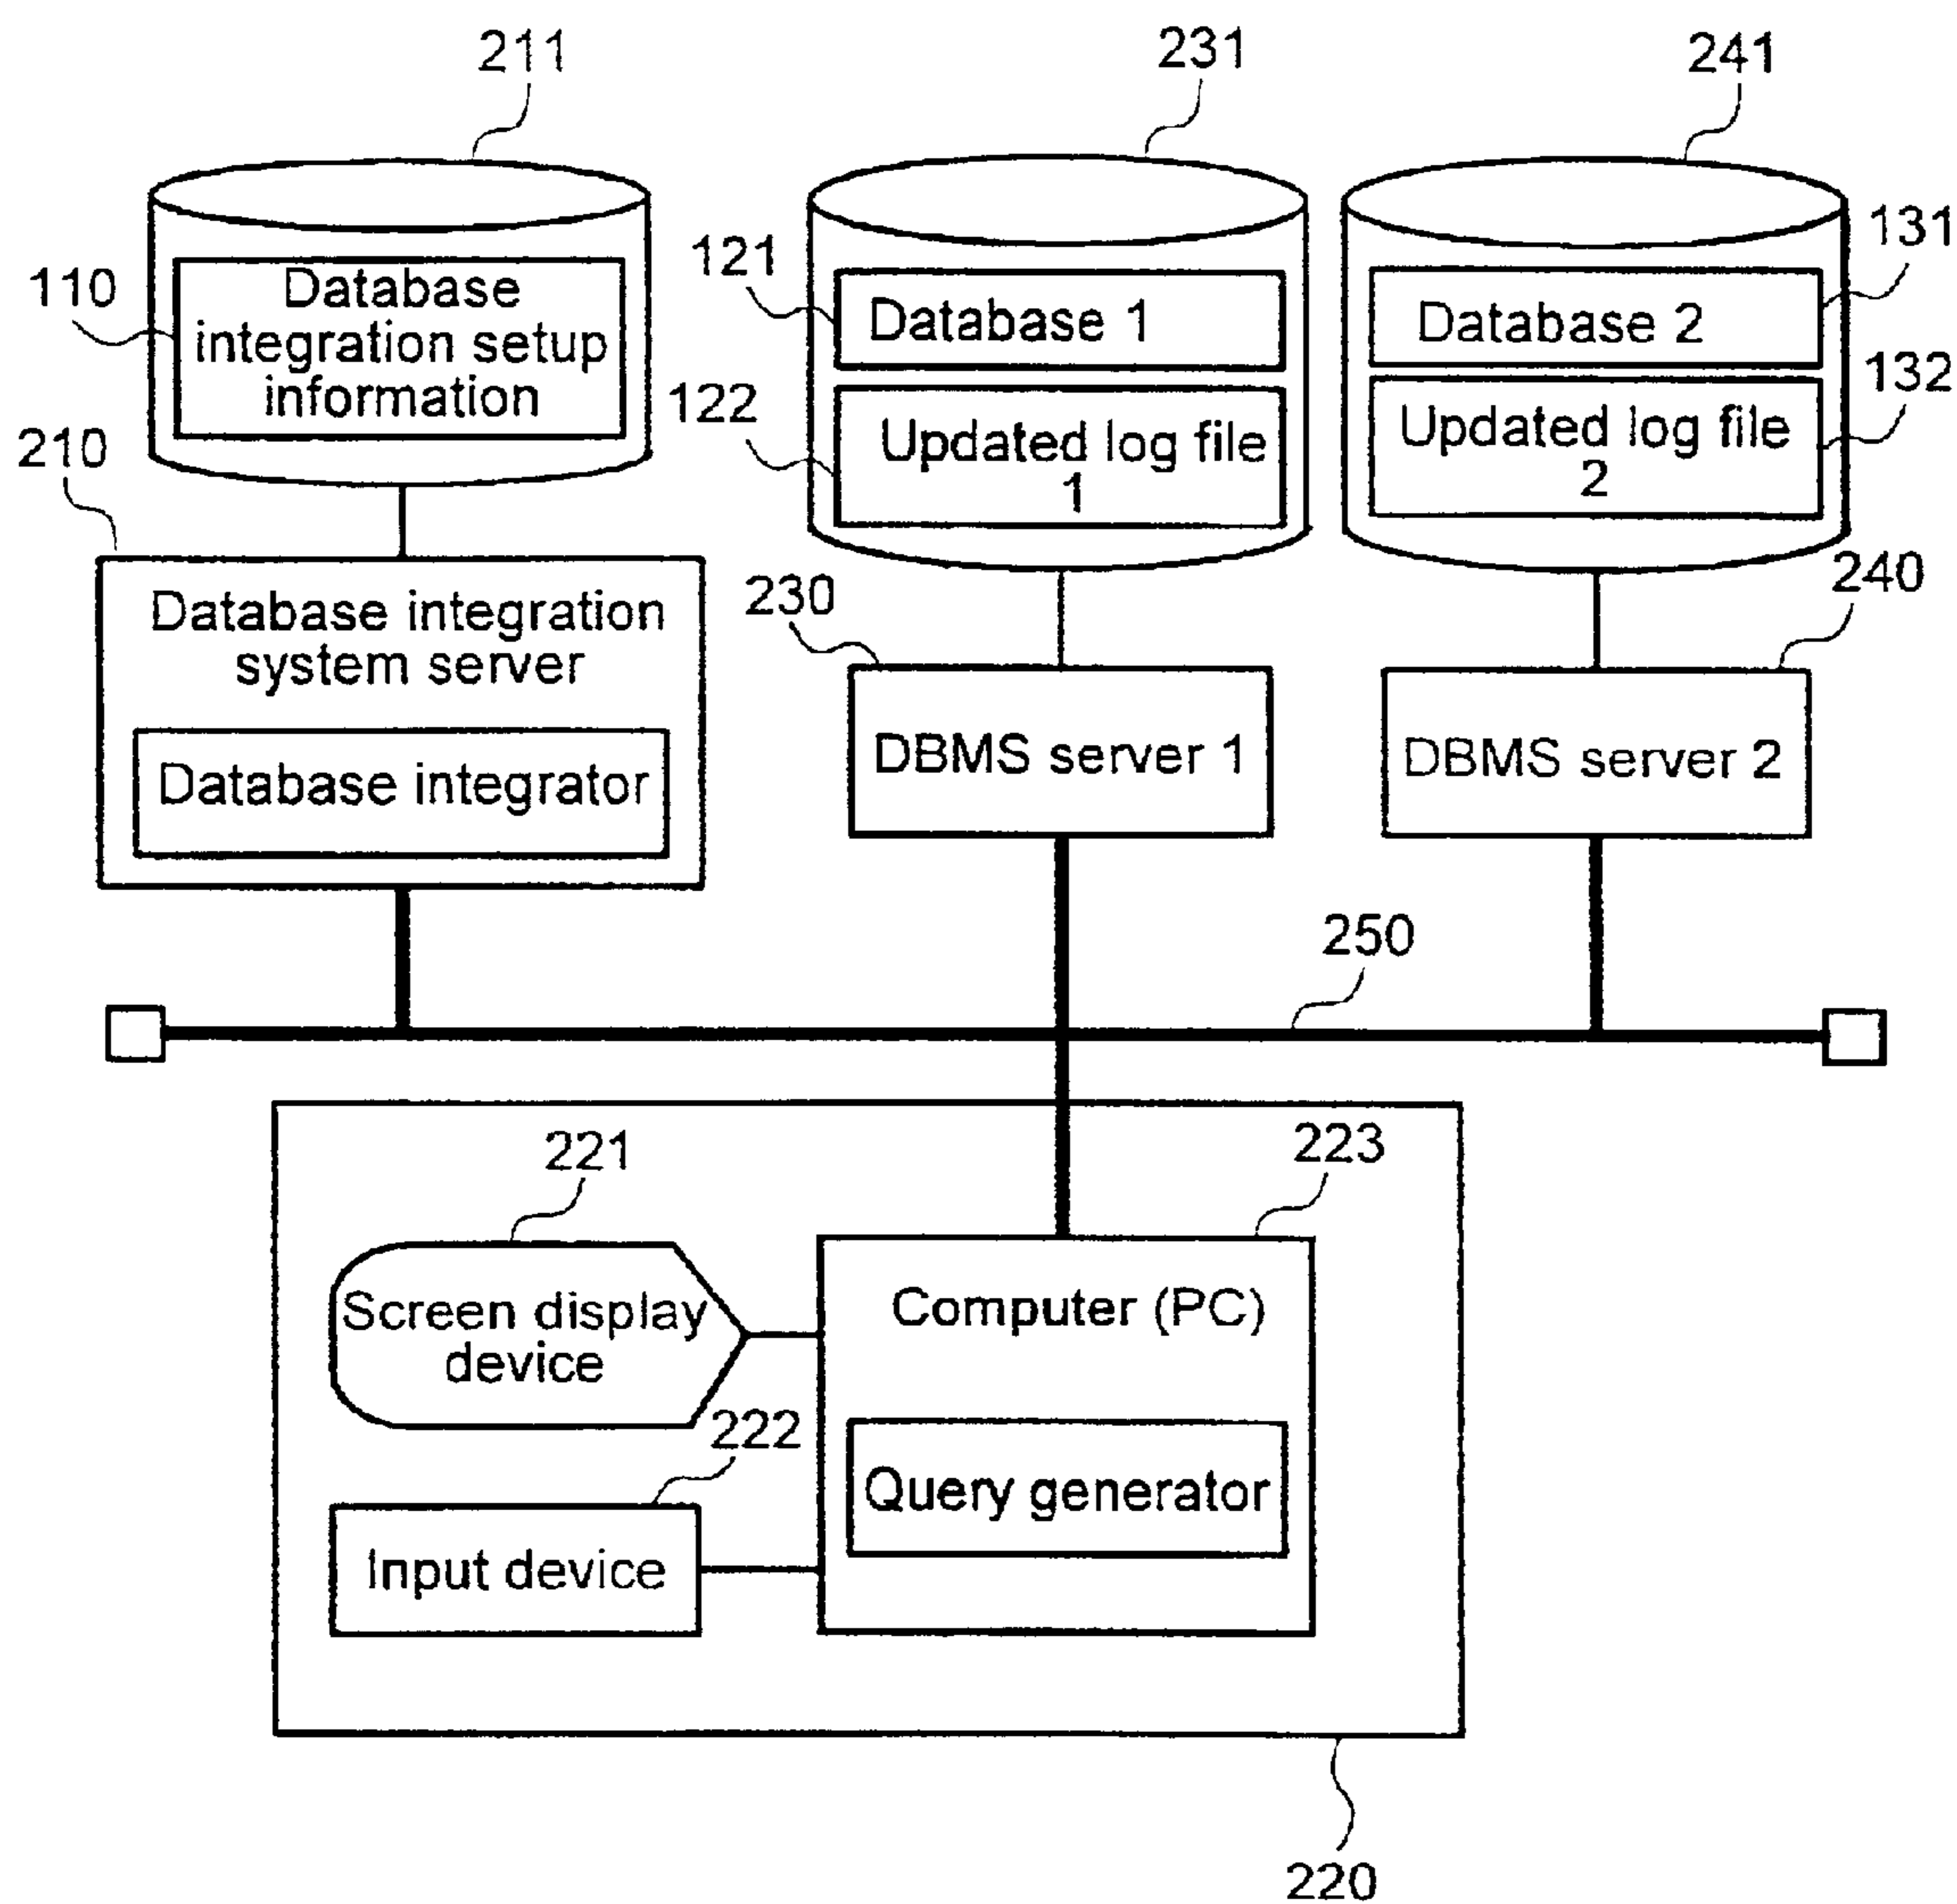 211
231
241
110
Database
integration setup
information
121
Database 1
122
Updated log file
1
131
Database 2
132
Updated log file
2
210
Database integration
system server
Database integrator
230
DBMS server 1
240
DBMS server 2
250
221
Screen display
device
223
Computer (PC)
222
Query generator
Input device
220